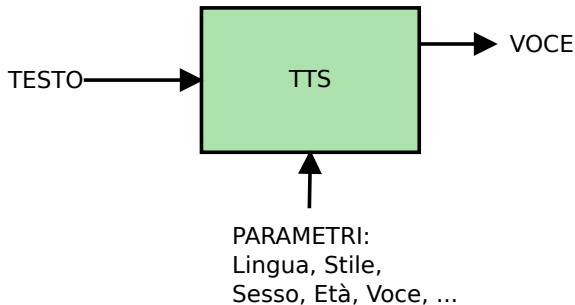 TESTO
TTS
VOCE
PARAMETRI:
Lingua, Stile,
Sesso, Età, Voce, ...